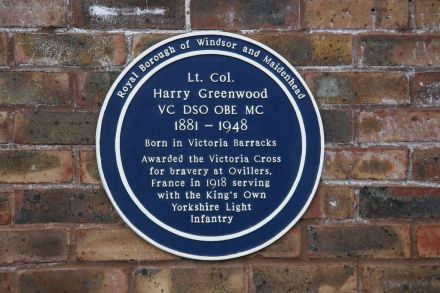 Royal Borough of Windsor and Maidenhead
Lt. Col.
Harry Greenwood
VC DSO OBE MC
1881 – 1948
Born in Victoria Barracks
Awarded the Victoria Cross
for bravery at Ovillers,
France in 1918 serving
with the King's Own
Yorkshire Light
Infantry